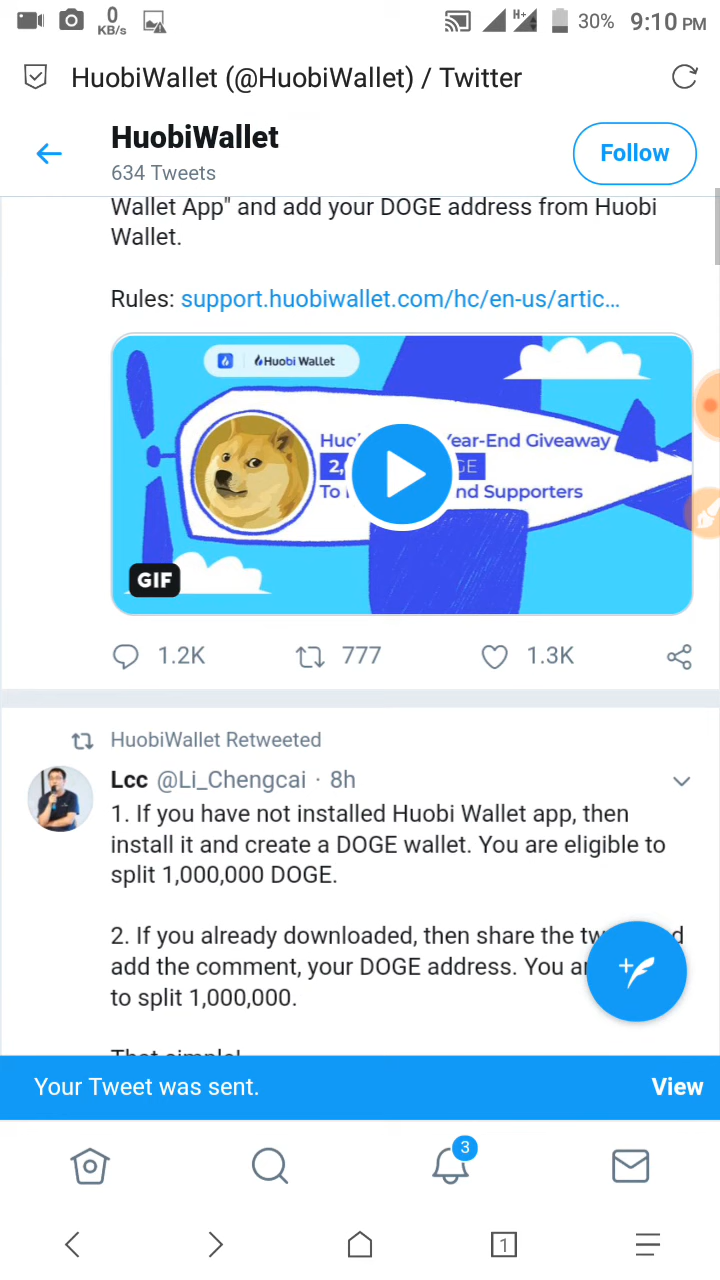 0
KB/s
H+
30%
9:10 PM
HuobiWallet (@HuobiWallet) / Twitter
HuobiWallet
634 Tweets
Follow
Wallet App" and add your DOGE address from Huobi
Wallet.
Rules: support.huobiwallet.com/hc/en-us/artic...
Huobi Wallet
Year-End Giveaway
2,
To
nd Supporters
GIF
1.2K
777
1.3K
HuobiWallet Retweeted
Lcc @Li_Chengcai · 8h
1. If you have not installed Huobi Wallet app, then
install it and create a DOGE wallet. You are eligible to
split 1,000,000 DOGE.
2. If you already downloaded, then share the
add the comment, your DOGE address. You
to split 1,000,000.
That simple!
Your Tweet was sent.
View
3
1